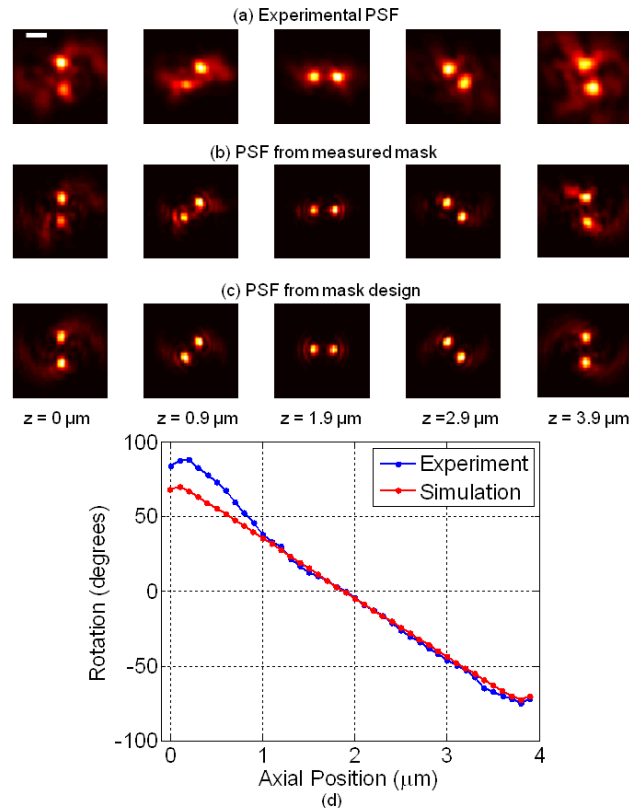 (a) Experimental PSF
(b) PSF from measured mask
(c) PSF from mask design
z = 0 µm z = 0.9 µm z = 1.9 µm z =2.9 µm z = 3.9 µm
100
50
0
-50
-100
Rotation (degrees)
Experiment
Simulation
0 1 2 3 4
Axial Position (μm)
(d)